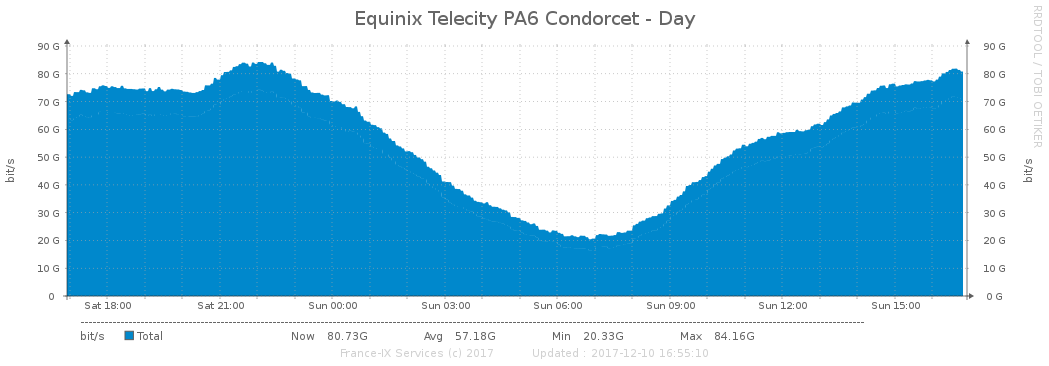 Equinix Telecity PA6 Condorcet - Day
RRDTOOL / TOBI OETIKER
90 G 90 G
80 G 80 G
70 G 70 G
60 G 60 G
50 G 50 G
40 G 40 G
30 G 30 G
20 G 20 G
10 G 10 G
0 0 G
bit/s bit/s
Sat 18:00 Sat 21:00 Sun 00:00 Sun 03:00 Sun 06:00 Sun 09:00 Sun 12:00 Sun 15:00
bit/s Total Now 80.73G Avg 57.18G Min 20.33G Max 84.16G
France-IX Services (c) 2017 Updated : 2017-12-10 16:55:10